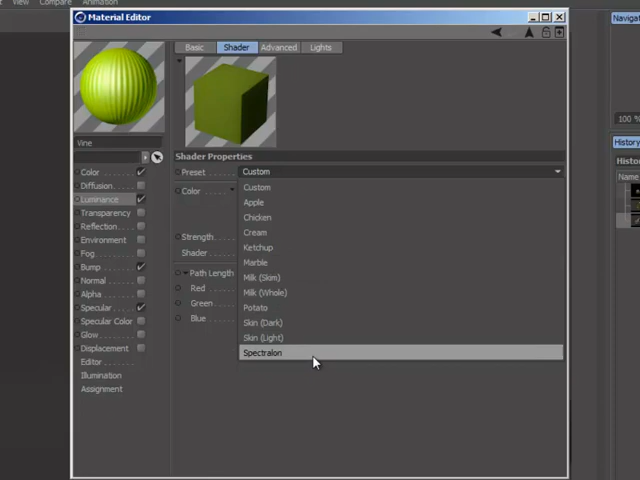 View Compare Animation
Material Editor
Navigat
Basic Shader Advanced Lights
100 %
Vine
Shader Properties
History
Histor
Preset Custom
Name
Color
Color Custom
Diffusion
Apple
Luminance
Chicken
Transparency
Cream
Reflection
Strength Ketchup
Environment
Shader Marble
Fog
Bump
Path Length Milk (Skim)
Normal
Red Milk (Whole)
Alpha
Green Potato
Specular
Blue Skin (Dark)
Specular Color
Skin (Light)
Glow
Spectralon
Displacement
Editor
Illumination
Assignment